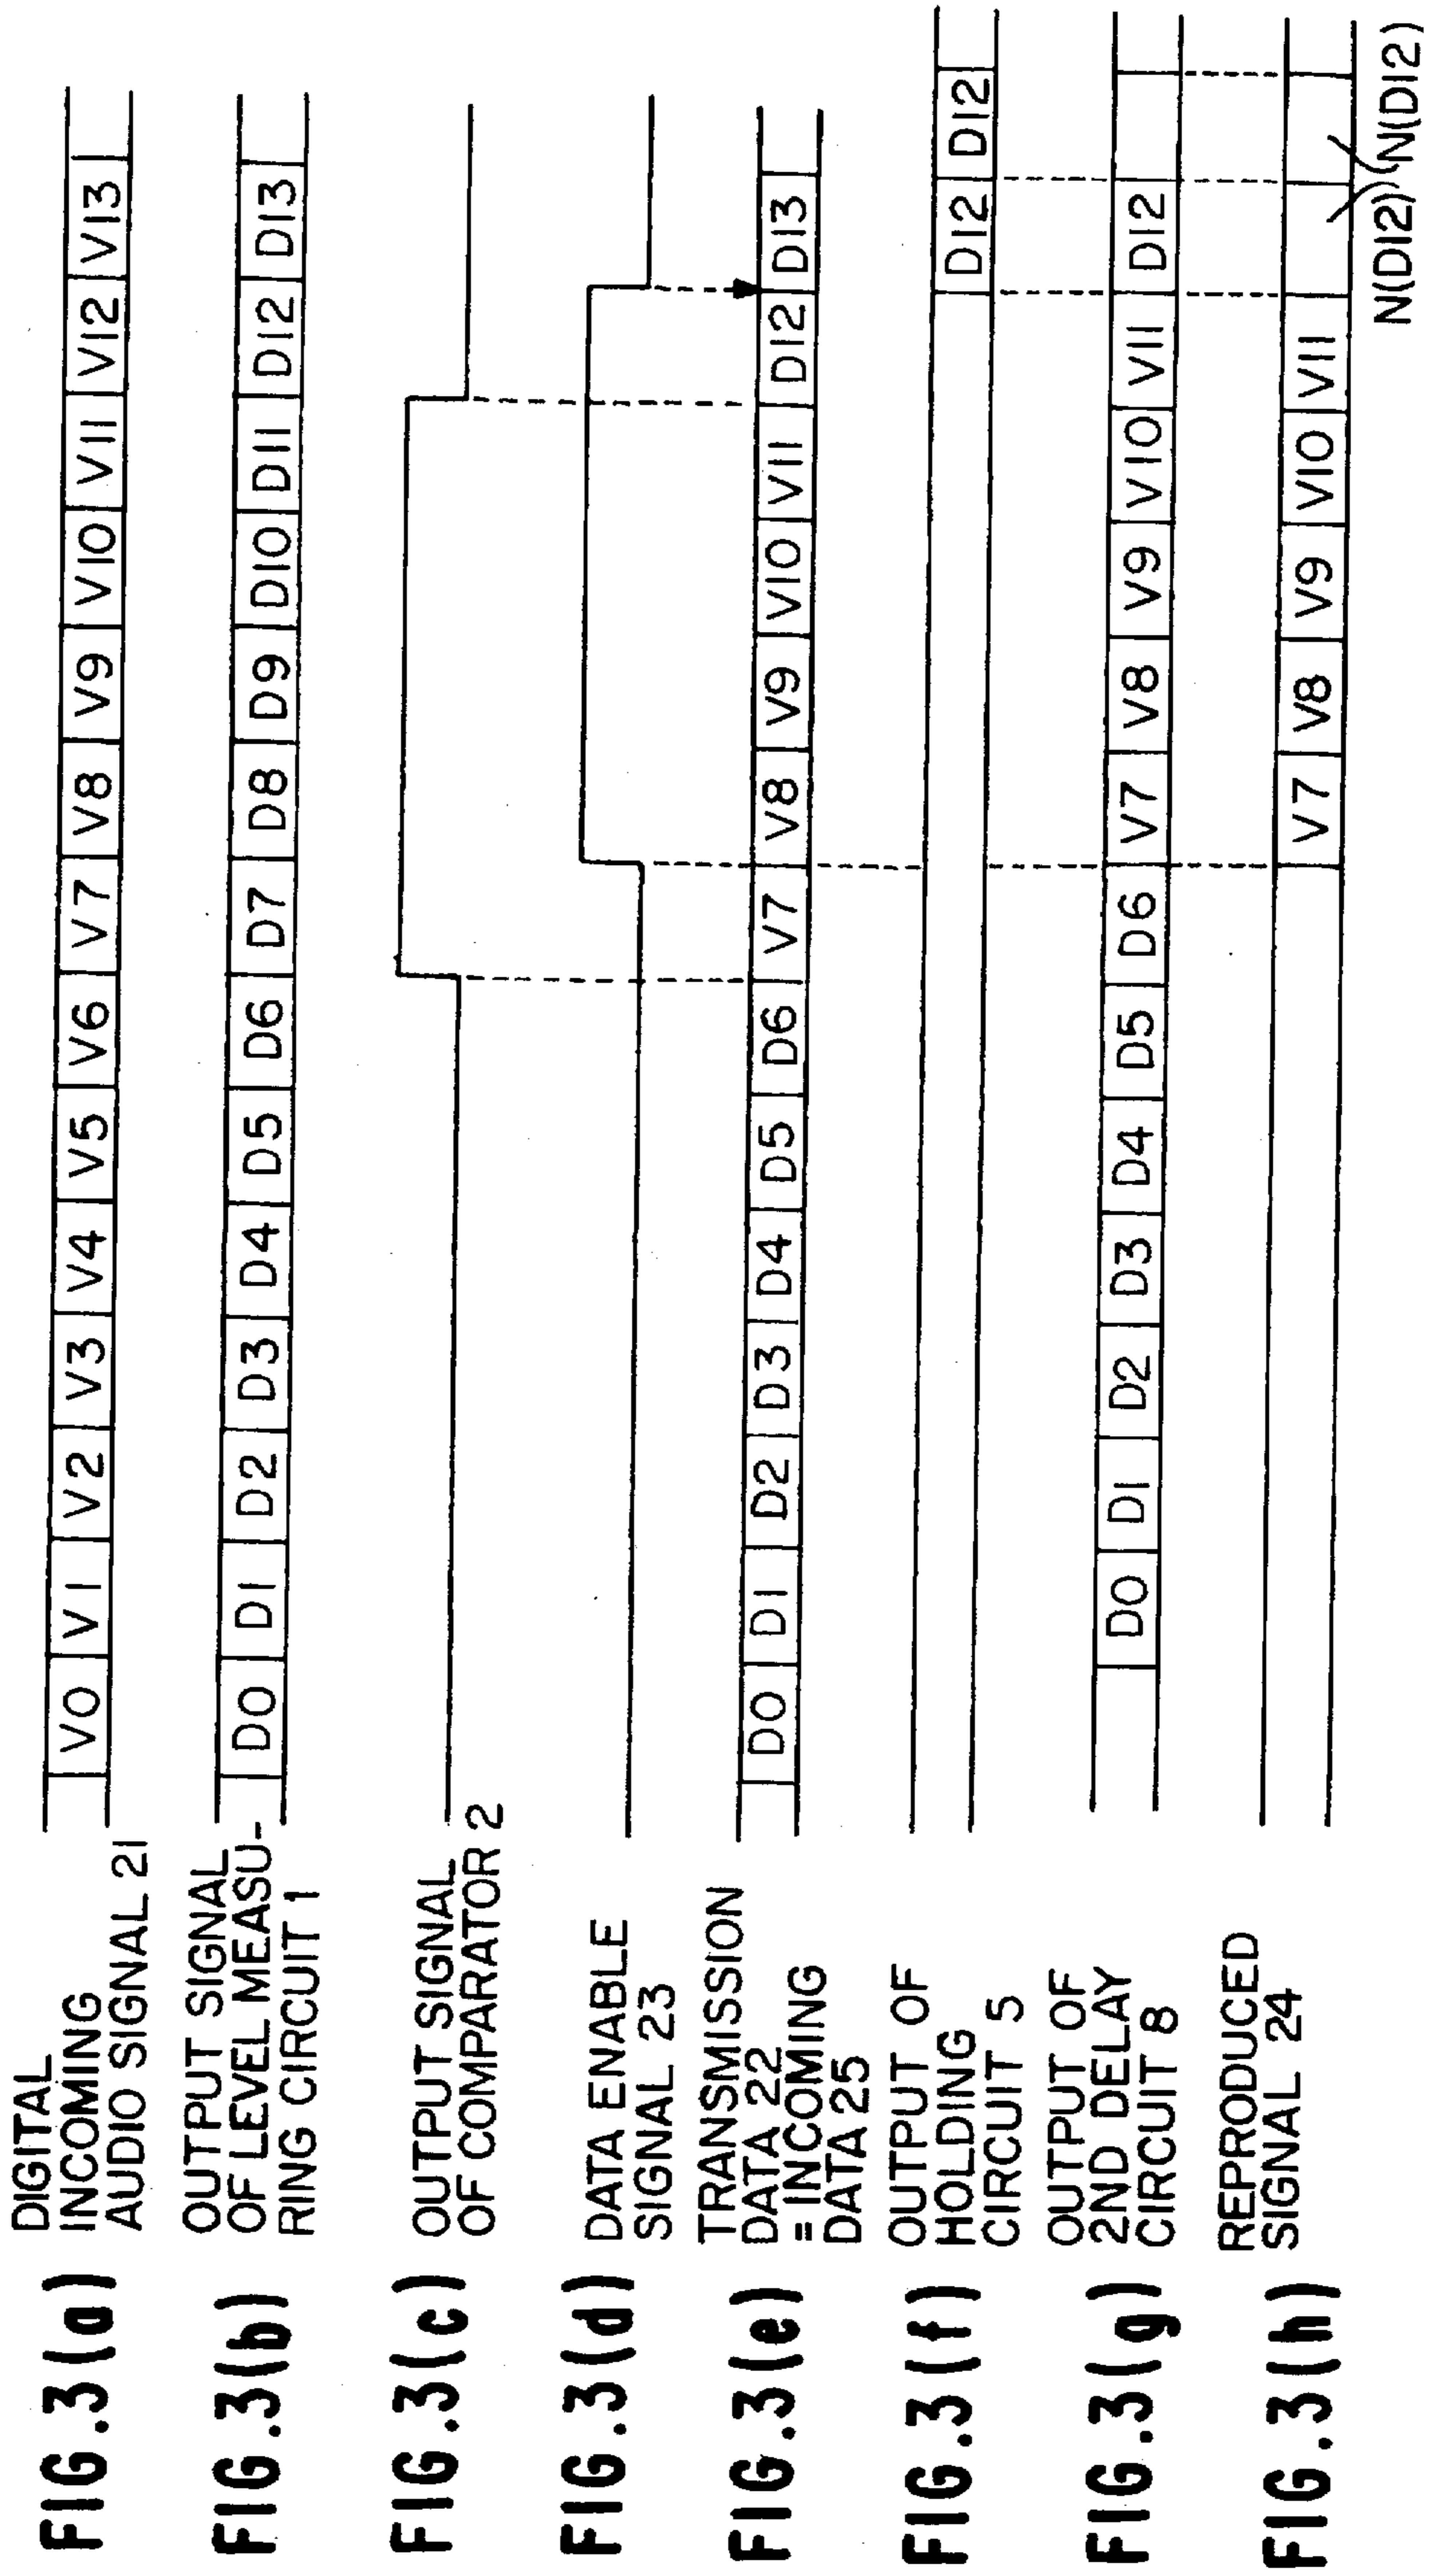 FIG.3(a)
DIGITAL
INCOMING
AUDIO SIGNAL 21
V0 V1 V2 V3 V4 V5 V6 V7 V8 V9 V10 V11 V12 V13
FIG.3(b)
OUTPUT SIGNAL
OF LEVEL MEASU-
RING CIRCUIT 1
D0 D1 D2 D3 D4 D5 D6 D7 D8 D9 D10 D11 D12 D13
FIG.3(c)
OUTPUT SIGNAL
OF COMPARATOR 2
FIG.3(d)
DATA ENABLE
SIGNAL 23
FIG.3(e)
TRANSMISSION
DATA 22
= INCOMING
DATA 25
D0 D1 D2 D3 D4 D5 D6 V7 V8 V9 V10 V11 D12 D13
FIG.3(f)
OUTPUT OF
HOLDING
CIRCUIT 5
D12 D12
FIG.3(g)
OUTPUT OF
2ND DELAY
CIRCUIT 8
D0 D1 D2 D3 D4 D5 D6 V7 V8 V9 V10 V11 D12
FIG.3(h)
REPRODUCED
SIGNAL 24
V7 V8 V9 V10 V11
N(D12) N(D12)